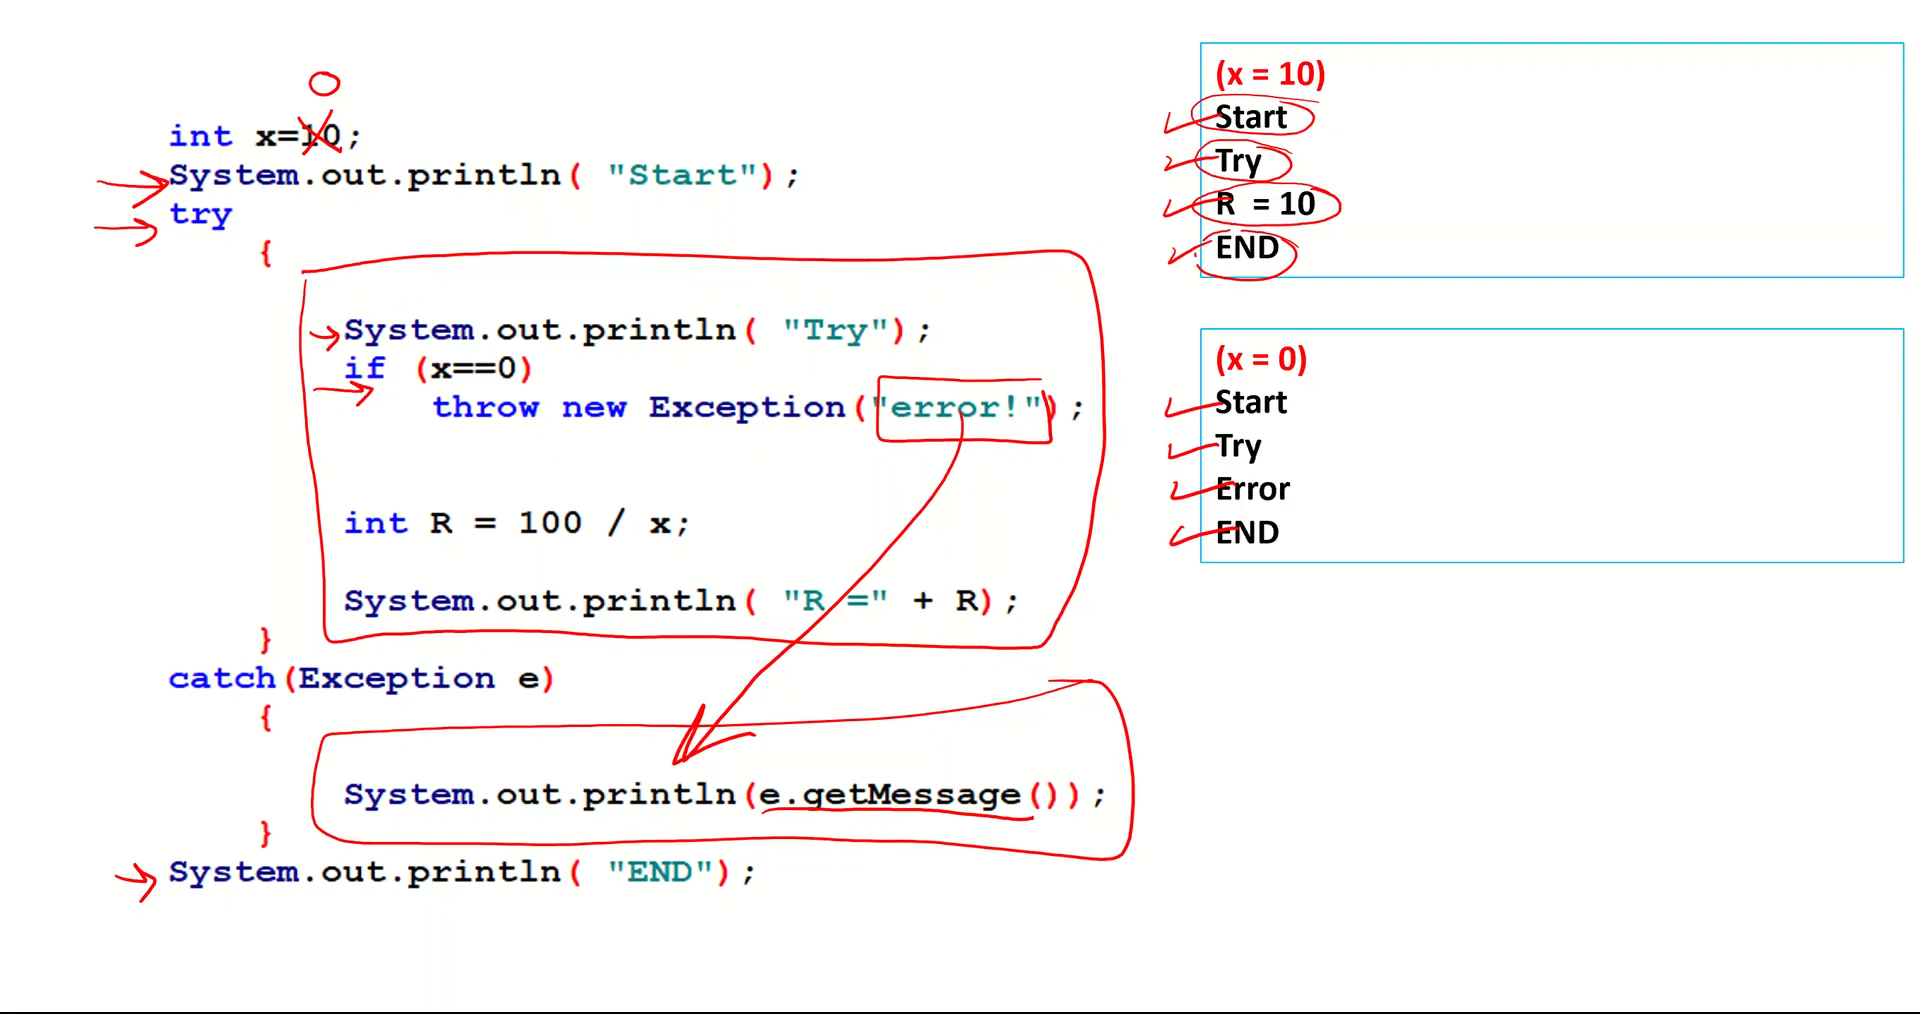 0
int x=10;
System.out.println( "Start");
try
{
System.out.println( "Try");
if (x==0)
throw new Exception("error!");
int R = 100 / x;
System.out.println( "R =" + R);
}
catch(Exception e)
{
System.out.println(e.getMessage());
}
System.out.println( "END");
(x = 10)
Start
Try
R = 10
END
(x = 0)
Start
Try
Error
END